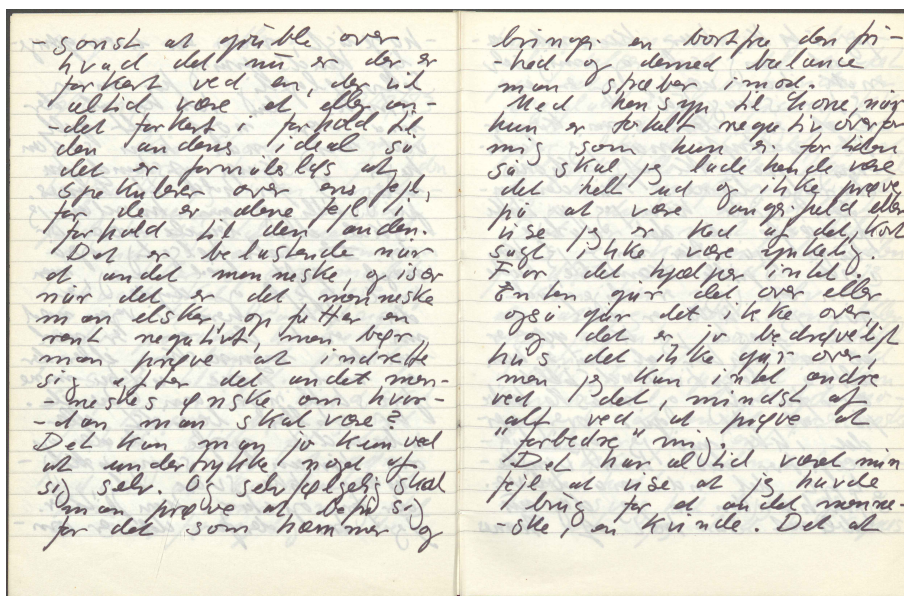 -sonst at gruble over
hvad det nu er der er
forkert ved en, der vil
altid være et eller an-
-det forkert i forhold til
den andens ideal så
det er formålsløs at
spekulerer over ens fejl,
for de er alene fejl i
forhold til den anden.
Det er belastende når
et andet menneske, og især
når det er det menneske
man elsker, opfatter en
rent negativt, men bør
man prøve at indrette
sig efter det andet men-
-neskes ønske om hvor-
-dan man skal være?
Det kan man jo kun ved
at undertrykke noget af
sig selv. Og selvfølgelig skal
man prøve at befri sig
for det som hæmmer og
bringer en bort fra den fri-
-hed og dermed balance
man stræber imod.
Med hensyn til Lone, når
hun er totalt negativ overfor
mig som hun er for tiden
så skal jeg lade hende være
det helt ud og ikke prøve
på at være angerfuld eller
vise jeg er ked af det, kort
sagt ikke være ynkelig.
For det hjælper intet.
Enten går det over eller
også går det ikke over,
og det er jo bedrøveligt
hvis det ikke går over,
men jeg kan intet ændre
ved det, mindst af
alt ved at prøve at
"forbedre" mig.
Det har altid været min
fejl at vise at jeg havde
brug for et andet menne-
-ske, en kvinde. Det at